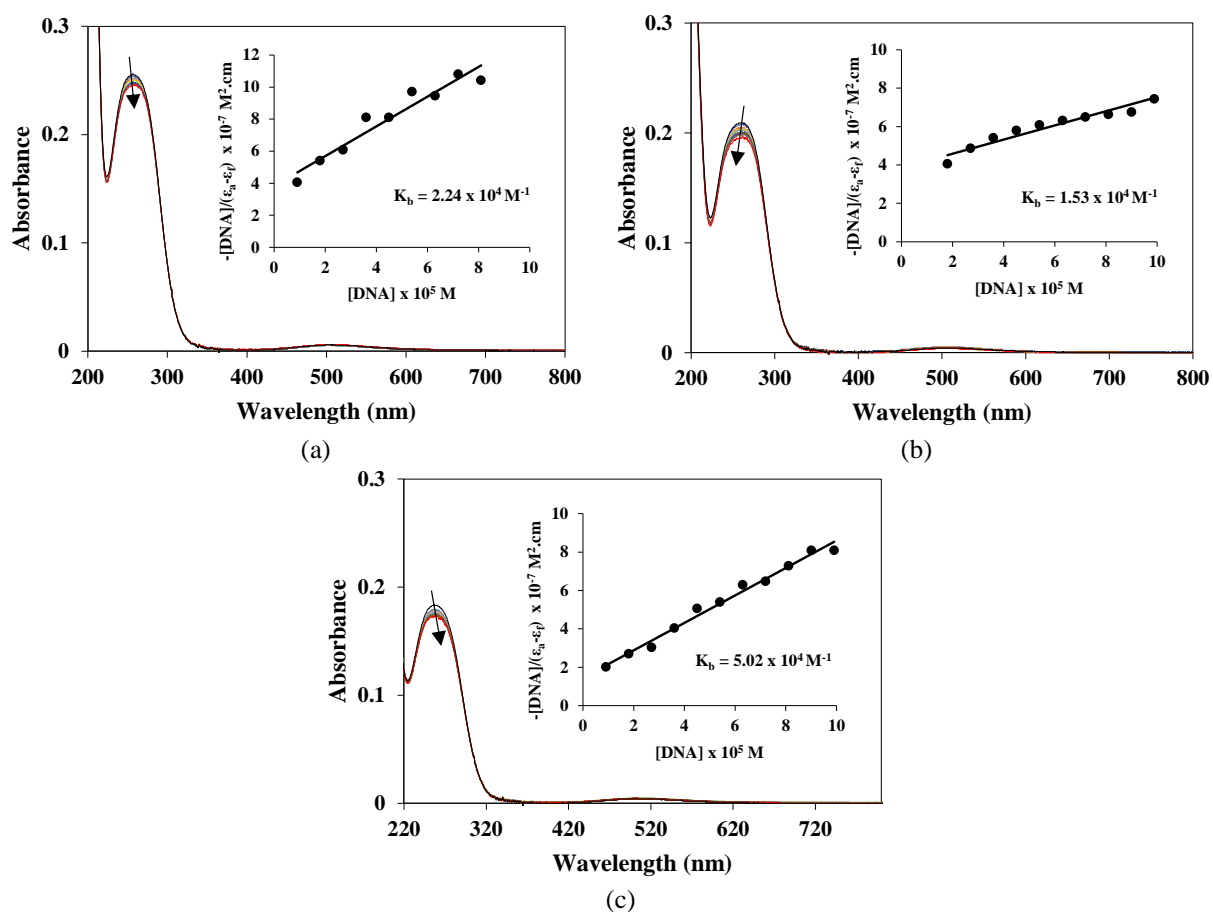 0.3
0.2
0.1
0
Absorbance
200 300 400 500 600 700 800
Wavelength (nm)
12
10
8
6
4
2
0
-[DNA]/(εa-εf) x 10-7 M2.cm
0 2 4 6 8 10
[DNA] x 105 M
Kb = 2.24 x 104 M-1
(a)
0.3
0.2
0.1
0
Absorbance
200 300 400 500 600 700 800
Wavelength (nm)
10
8
6
4
2
0
-[DNA]/(εa-εf) x 10-7 M2.cm
0 2 4 6 8 10
[DNA] x 105 M
Kb = 1.53 x 104 M-1
(b)
0.3
0.2
0.1
0
Absorbance
220 320 420 520 620 720
Wavelength (nm)
10
8
6
4
2
0
-[DNA]/(εa-εf) x 10-7 M2.cm
0 2 4 6 8 10
[DNA] x 105 M
Kb = 5.02 x 104 M-1
(c)